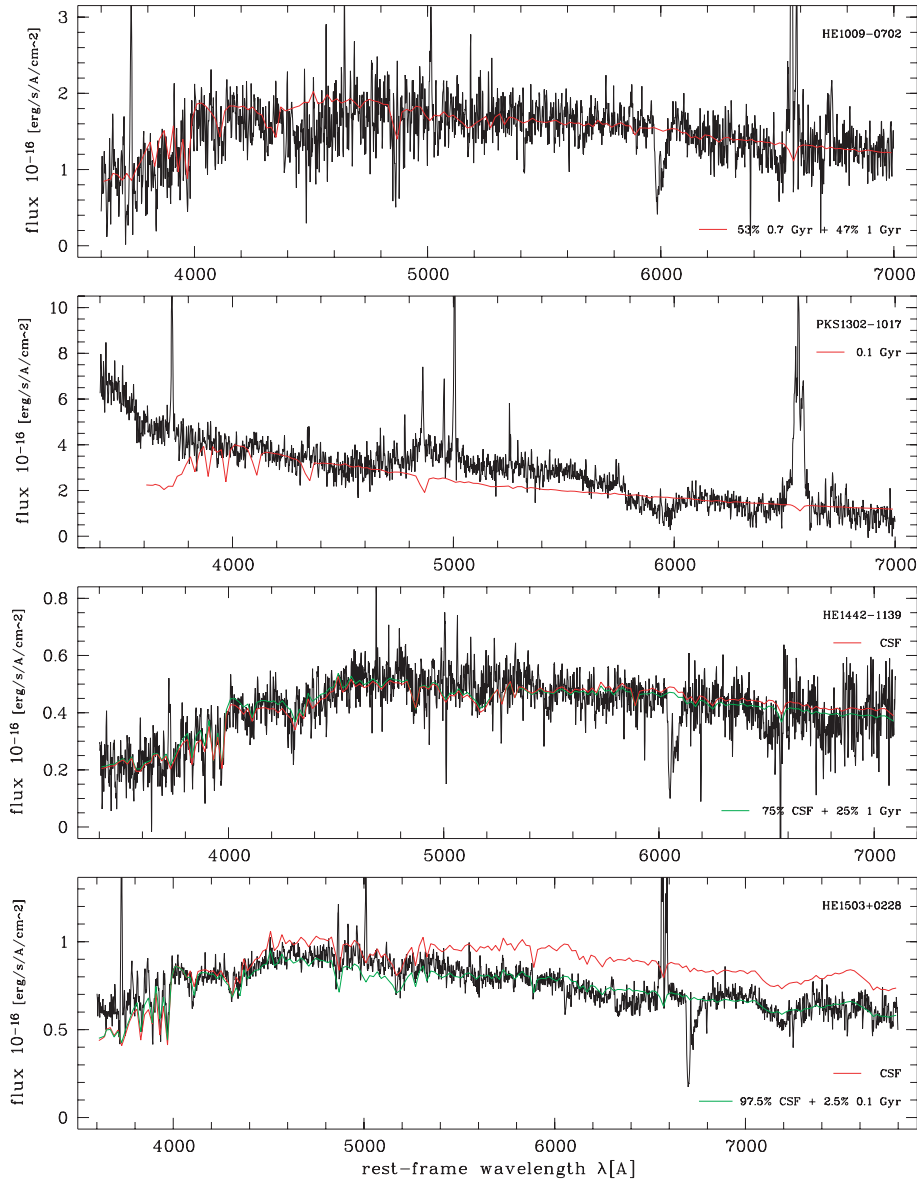 HE1009−0702
3
2
1
0
flux 10−16 [erg/s/A/cm−2]
53% 0.7 Gyr + 47% 1 Gyr
4000 5000 6000 7000
PKS1302−1017
0.1 Gyr
10
8
6
4
2
0
flux 10−16 [erg/s/A/cm^2]
4000 5000 6000 7000
HE1442−1139
CSF
0.8
0.6
0.4
0.2
0
flux 10−16 [erg/s/A/cm^2]
75% CSF + 25% 1 Gyr
4000 5000 6000 7000
HE1503+0228
1
0.5
0
flux 10−16 [erg/s/A/cm^2]
CSF
97.5% CSF + 2.5% 0.1 Gyr
4000 5000 6000 7000
rest−frame wavelength λ[A]